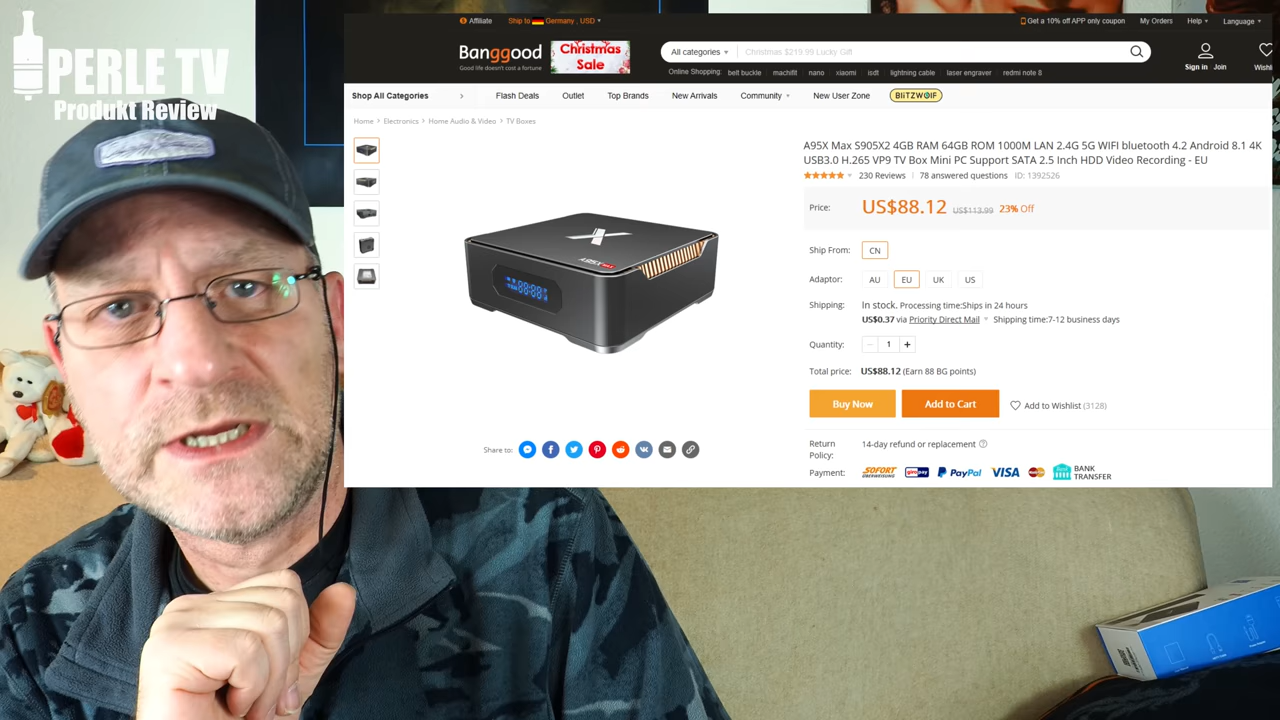 PERLE TV
Produkt Review
Affiliate
Ship to Germany , USD
Get a 10% off APP only coupon
My Orders
Help
Language
Banggood
Good life doesn't cost a fortune
Christmas
Sale
All categories
Christmas $219.99 Lucky Gift
Sign in Join
Wishli
Online Shopping: belt buckle machifit nano xiaomi isdt lightning cable laser engraver redmi note 8
Shop All Categories
Flash Deals
Outlet
Top Brands
New Arrivals
Community
New User Zone
BLiTZWOlF
Home > Electronics > Home Audio & Video > TV Boxes
A95X Max S905X2 4GB RAM 64GB ROM 1000M LAN 2.4G 5G WIFI bluetooth 4.2 Android 8.1 4K
USB3.0 H.265 VP9 TV Box Mini PC Support SATA 2.5 Inch HDD Video Recording - EU
230 Reviews | 78 answered questions ID: 1392526
Price: US$88.12 US$113.99 23% Off
Ship From: CN
Adaptor: AU EU UK US
Shipping: In stock. Processing time:Ships in 24 hours
US$0.37 via Priority Direct Mail Shipping time:7-12 business days
Quantity: − 1 +
Total price: US$88.12 (Earn 88 BG points)
Buy Now
Add to Cart
Add to Wishlist (3128)
Return
Policy:
14-day refund or replacement
Payment: SOFORT ÜBERWEISUNG giropay PayPal VISA BANK
TRANSFER
Share to:
X
A95X MAX
88:88